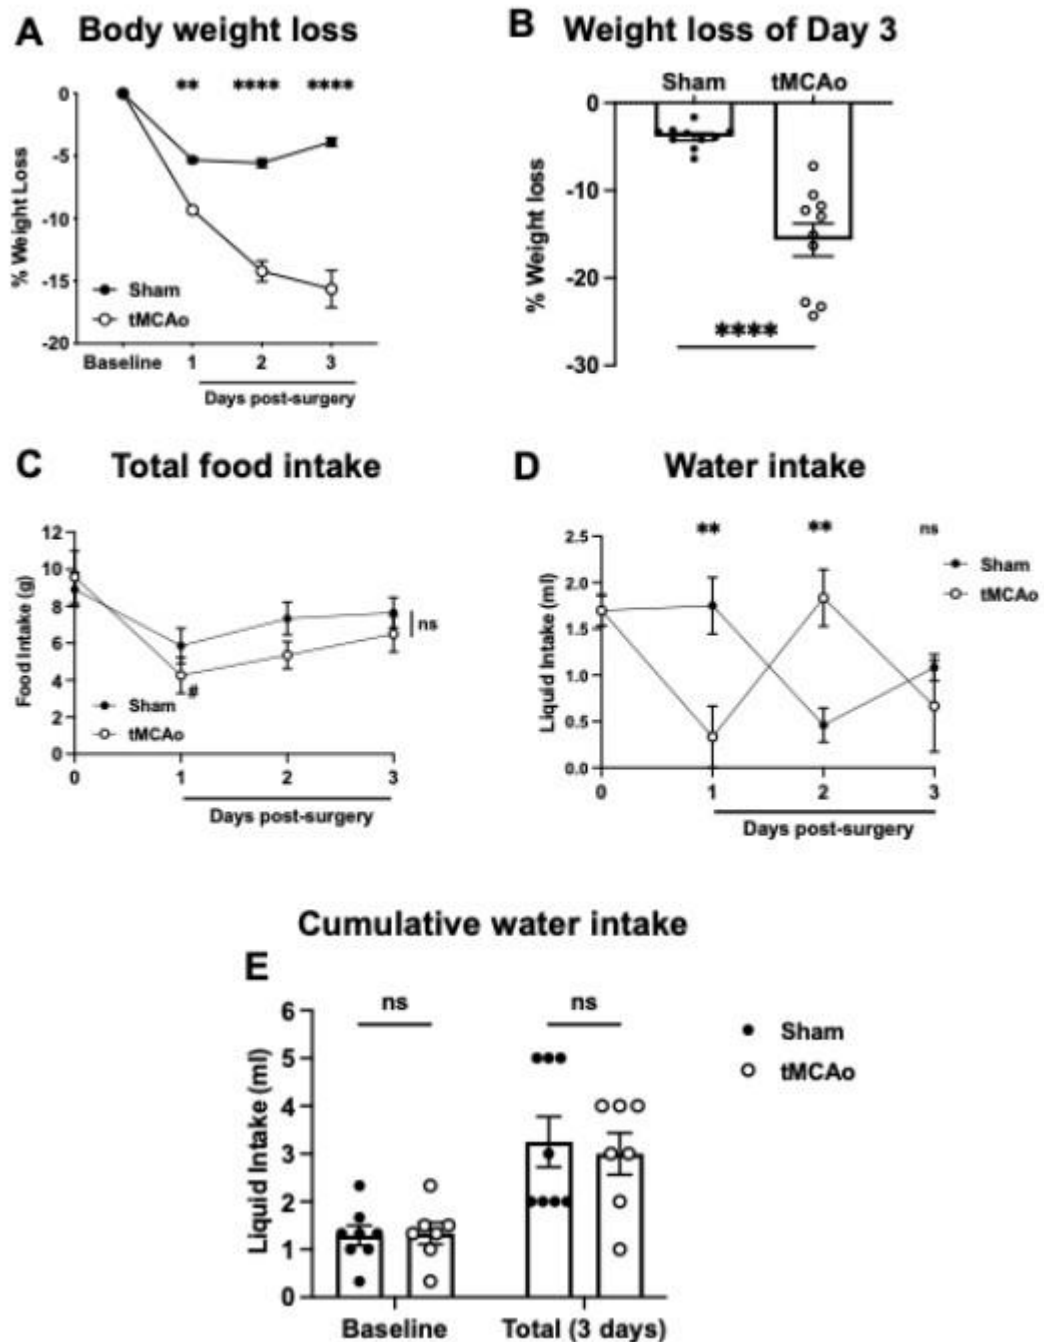 A Body weight loss
** **** ****
0
-5
-10
-15
-20
% Weight Loss
Sham
tMCAo
Baseline 1 2 3
Days post-surgery
B Weight loss of Day 3
Sham tMCAo
0
-10
-20
-30
% Weight loss
****
C Total food intake
12
10
8
6
4
2
0
Food Intake (g)
ns
#
Sham
tMCAo
0 1 2 3
Days post-surgery
D Water intake
** ** ns
2.5
2.0
1.5
1.0
0.5
0.0
Liquid Intake (ml)
Sham
tMCAo
0 1 2 3
Days post-surgery
Cumulative water intake
E
ns ns
6
5
4
3
2
1
0
Liquid Intake (ml)
Sham
tMCAo
Baseline Total (3 days)